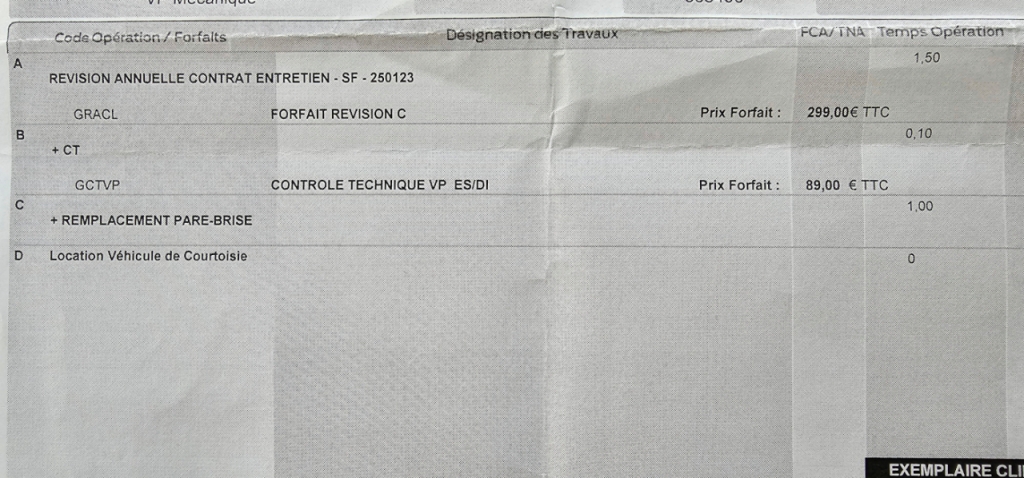 VP Mécanique
Code Opération / Forfaits Désignation des Travaux FCA/TNA Temps Opération
A 1,50
REVISION ANNUELLE CONTRAT ENTRETIEN - SF - 250123
GRACL FORFAIT REVISION C Prix Forfait : 299,00€ TTC
B 0,10
+ CT
GCTVP CONTROLE TECHNIQUE VP ES/DI Prix Forfait : 89,00 € TTC
C 1,00
+ REMPLACEMENT PARE-BRISE
D Location Véhicule de Courtoisie 0
EXEMPLAIRE CLI